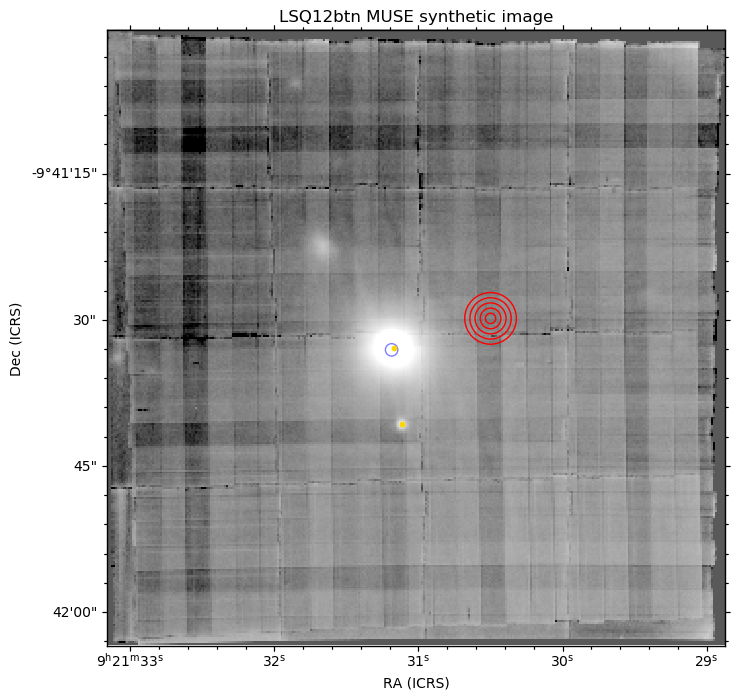 LSQ12btn MUSE synthetic image
-9°41'15"
30"
45"
42'00"
Dec (ICRS)
9ʰ21ᵐ33ˢ
32ˢ
31ˢ
30ˢ
29ˢ
RA (ICRS)